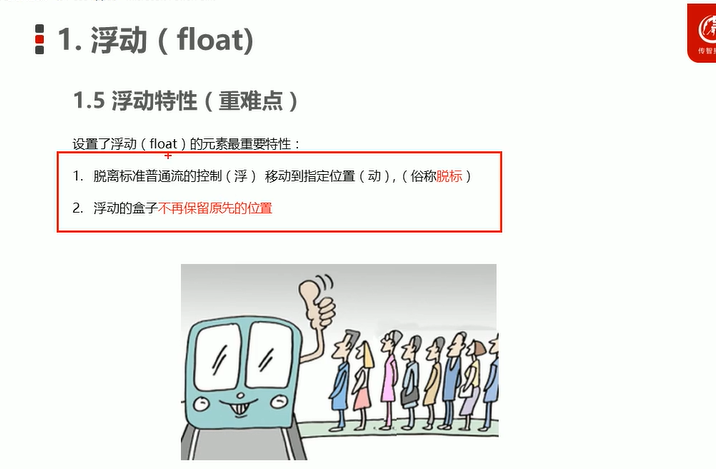 1. 浮动（float)
1.5 浮动特性（重难点）
设置了浮动（float）的元素最重要特性：
1. 脱离标准普通流的控制（浮） 移动到指定位置（动）,（俗称脱标）
2. 浮动的盒子不再保留原先的位置